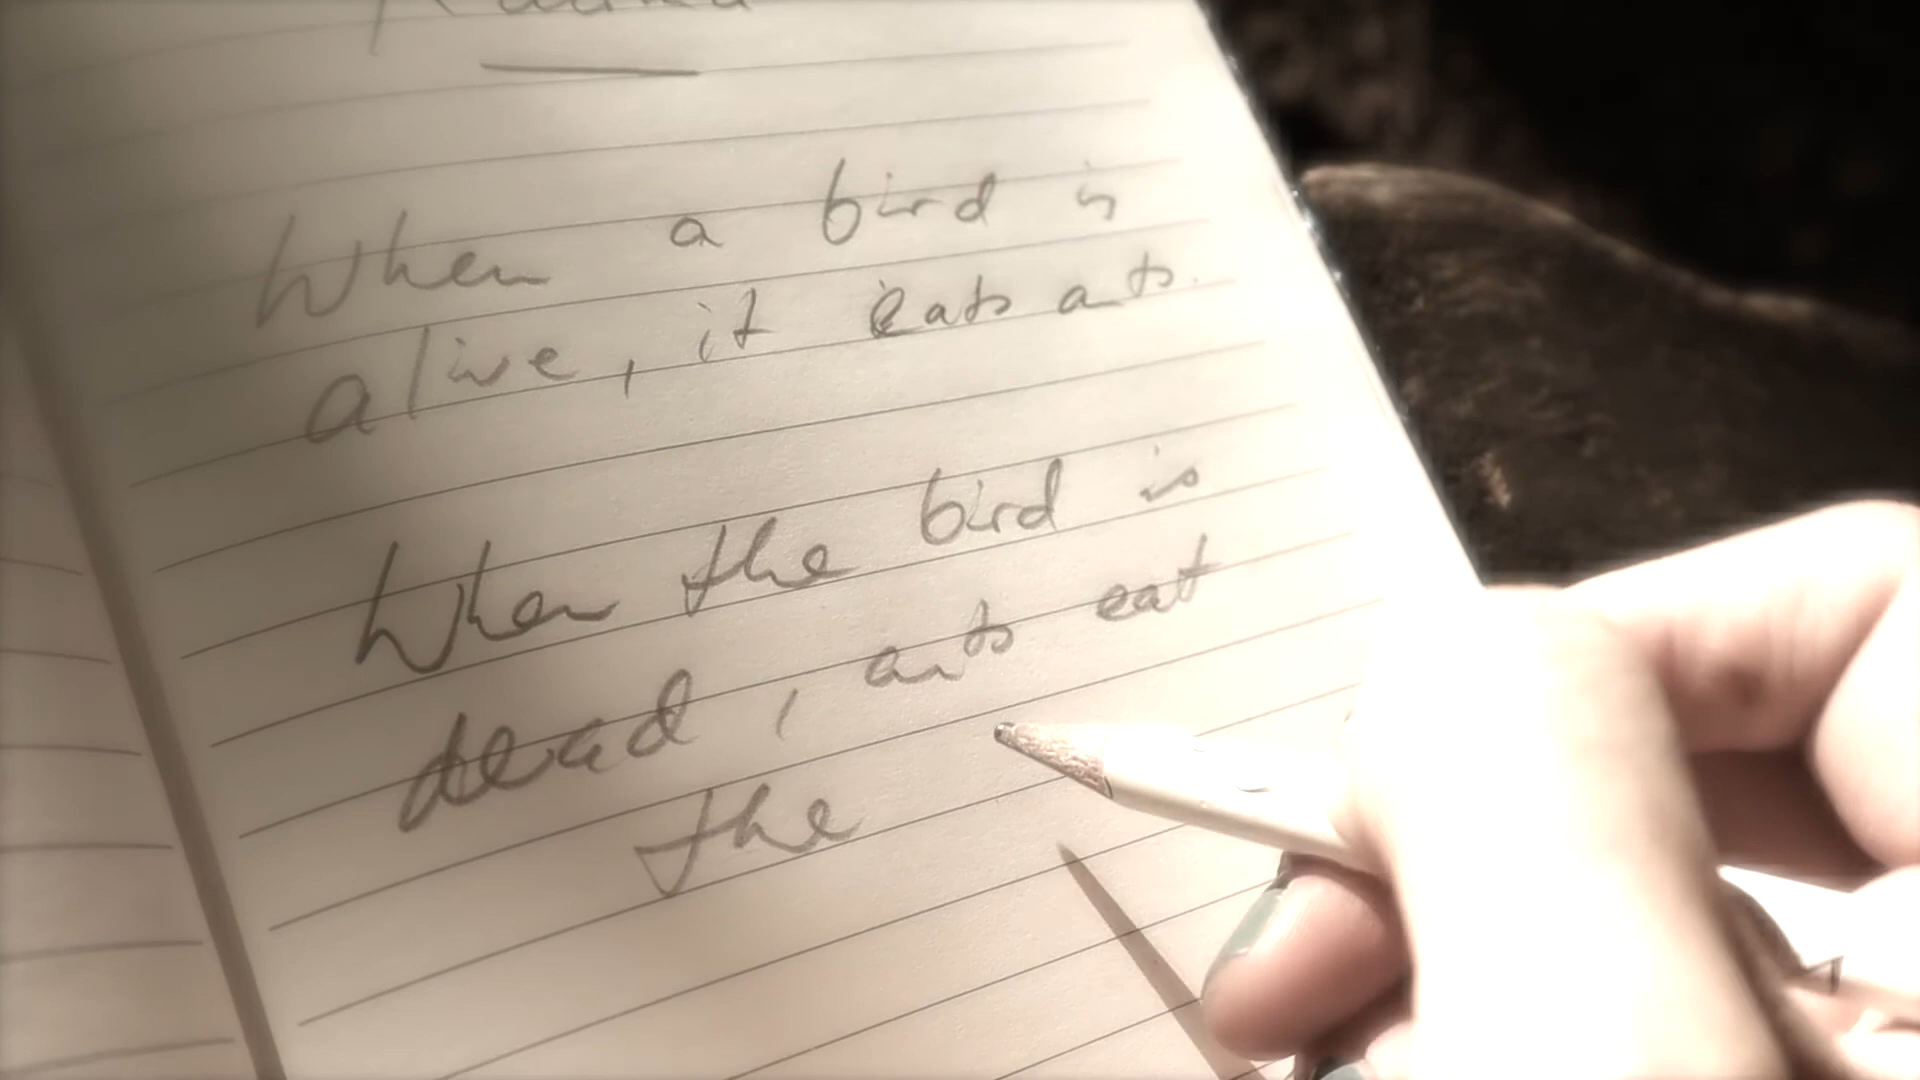 When a bird is
alive, it eats ants.
When the bird is
dead, ants eat
the